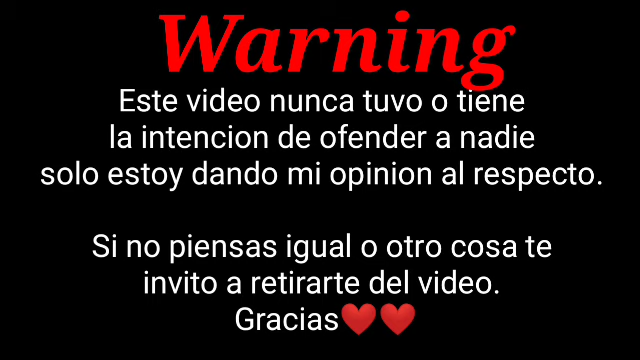 Warning
Este video nunca tuvo o tiene
la intencion de ofender a nadie
solo estoy dando mi opinion al respecto.
Si no piensas igual o otro cosa te
invito a retirarte del video.
Gracias❤️❤️